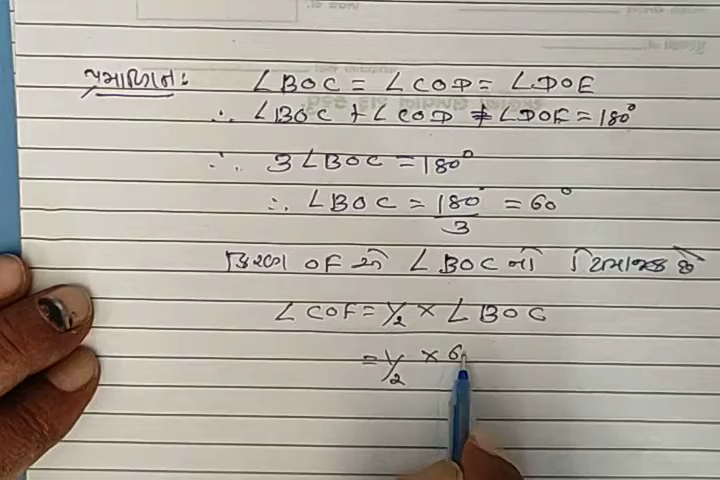 ∠BOC = ∠COD = ∠DOE
∴ ∠BOC + ∠COD + ∠DOE = 180°
∴ 3∠BOC = 180°
∴ ∠BOC = 180°/3 = 60°
કિરણ OF એ ∠BOC નો દ્વિભાજક છે
∠COF = 1/2 × ∠BOC
= 1/2 × 6